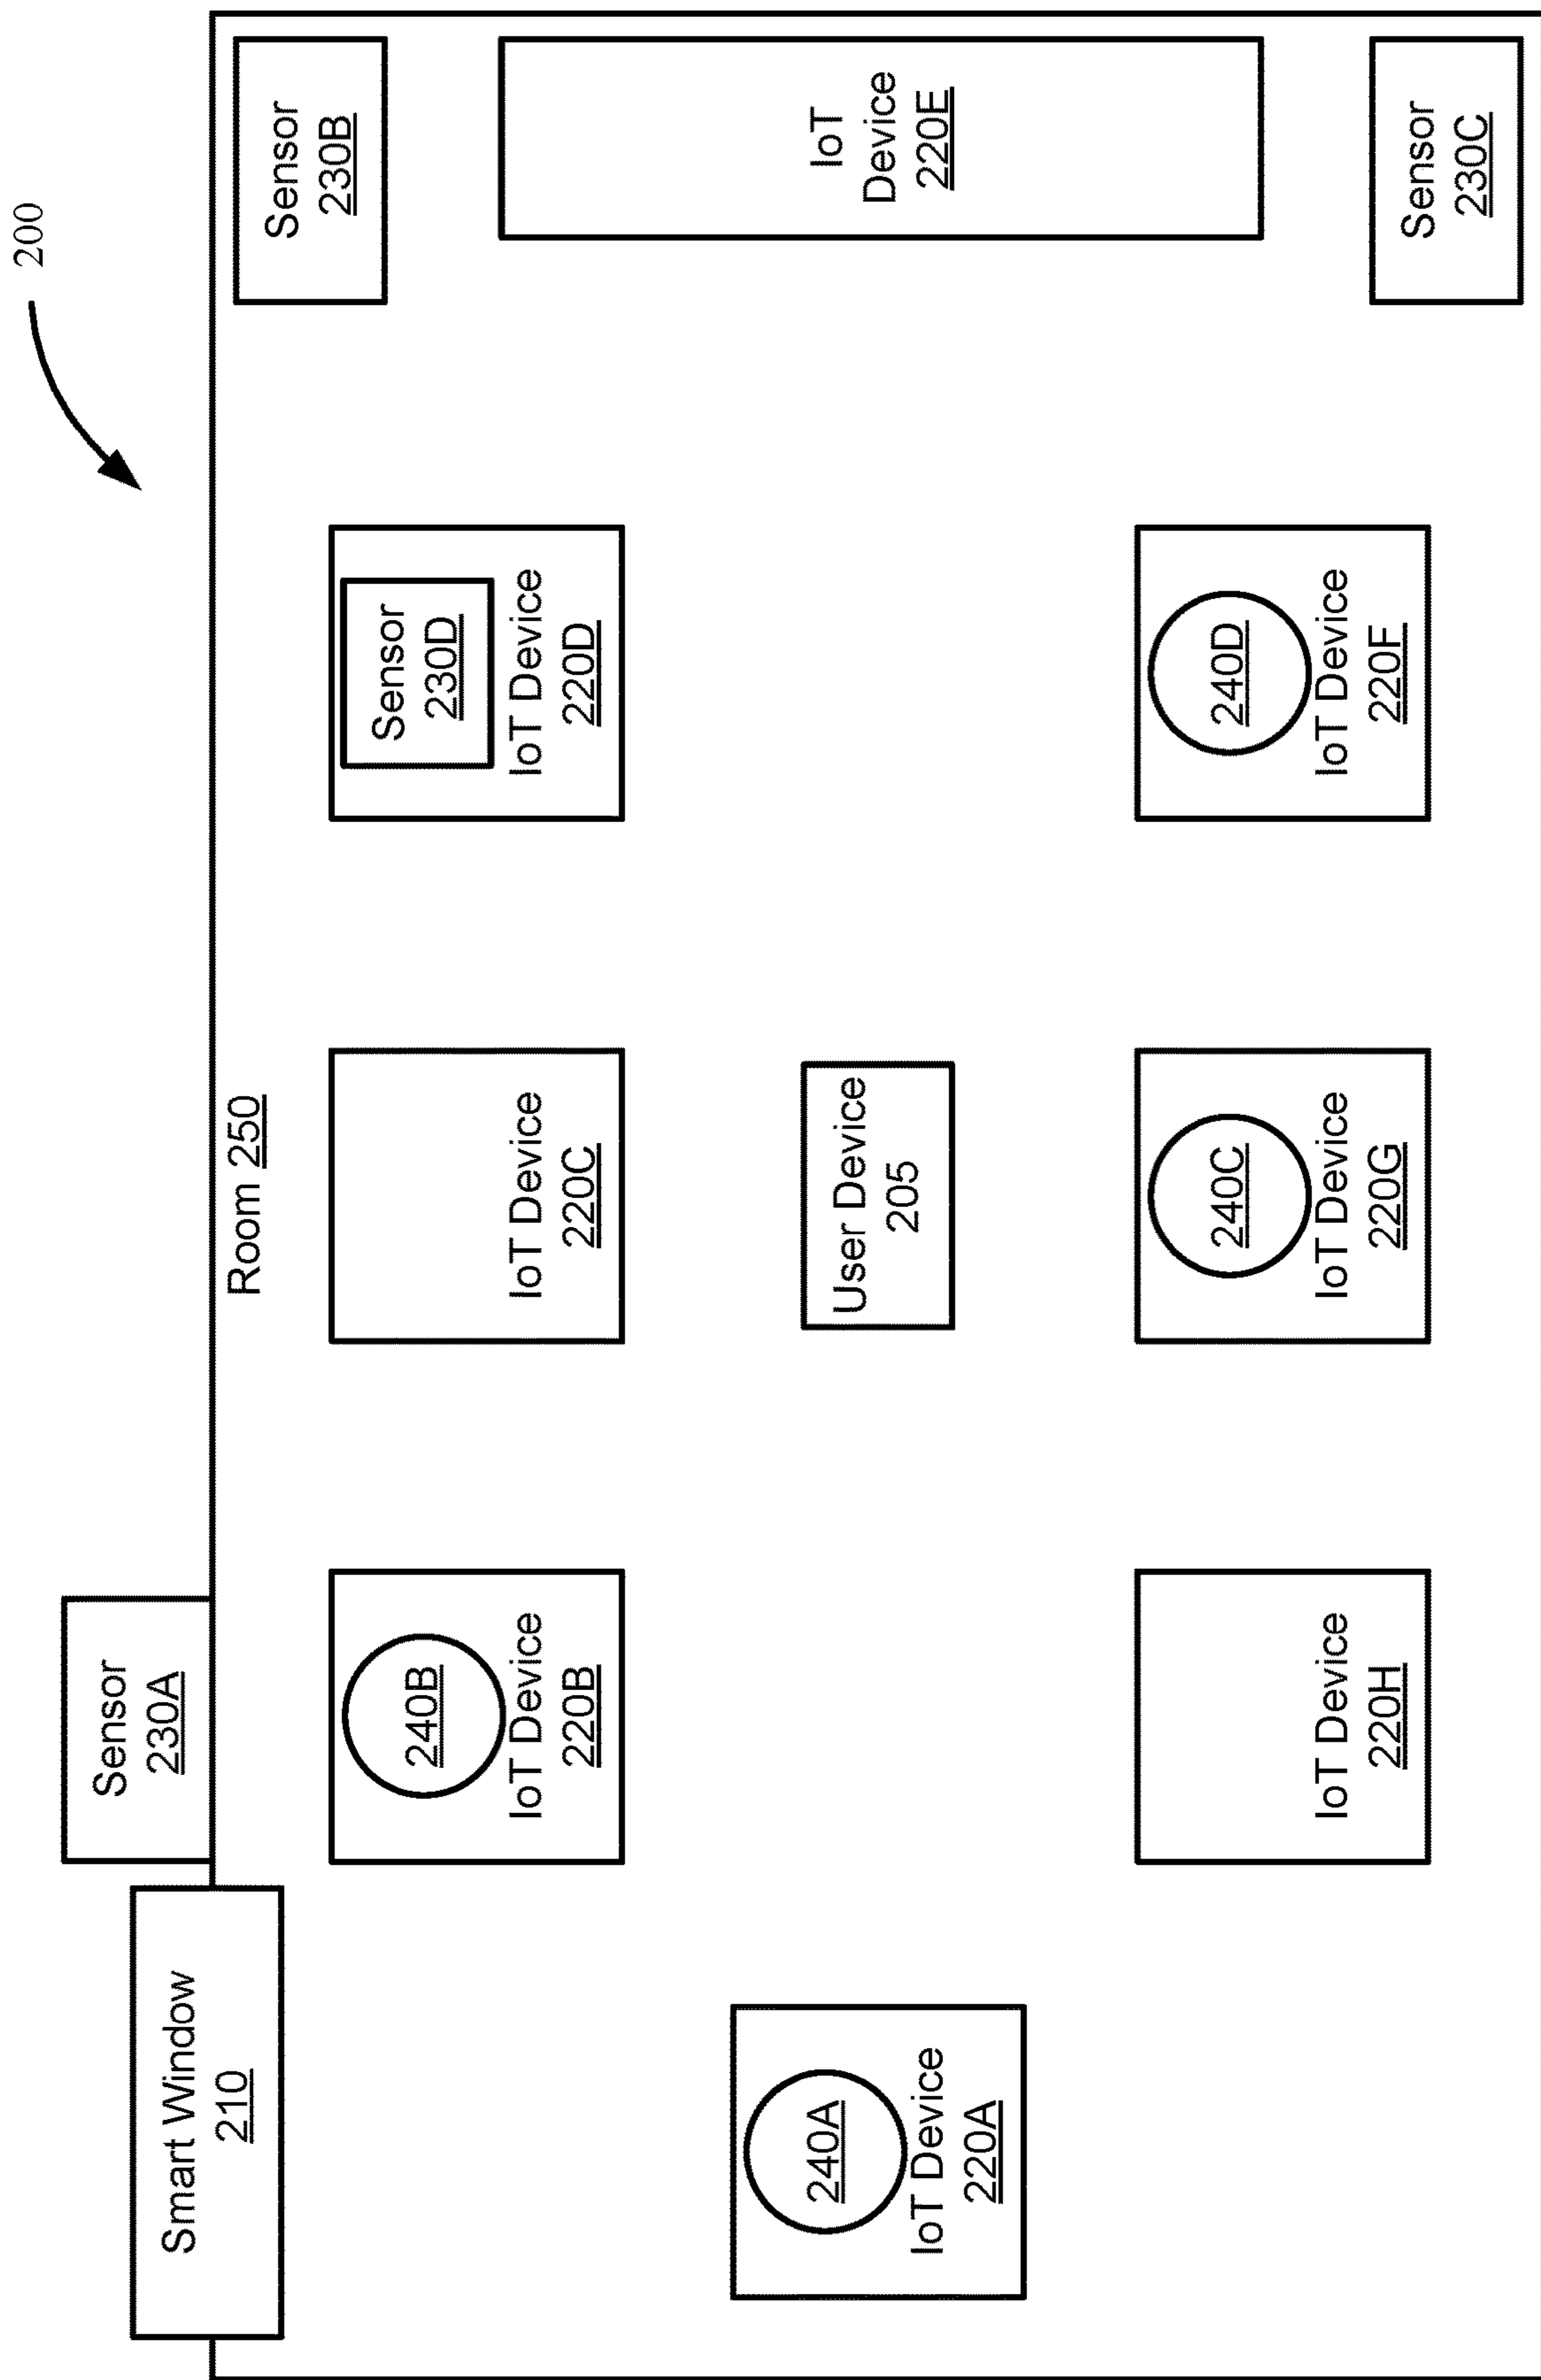 200
Sensor
230A
Smart Window
210
Room 250
Sensor
230B
240B
IoT Device
220B
IoT Device
220C
Sensor
230D
IoT Device
220D
240A
IoT Device
220A
User Device
205
IoT
Device
220E
IoT Device
220H
240C
IoT Device
220G
240D
IoT Device
220F
Sensor
230C